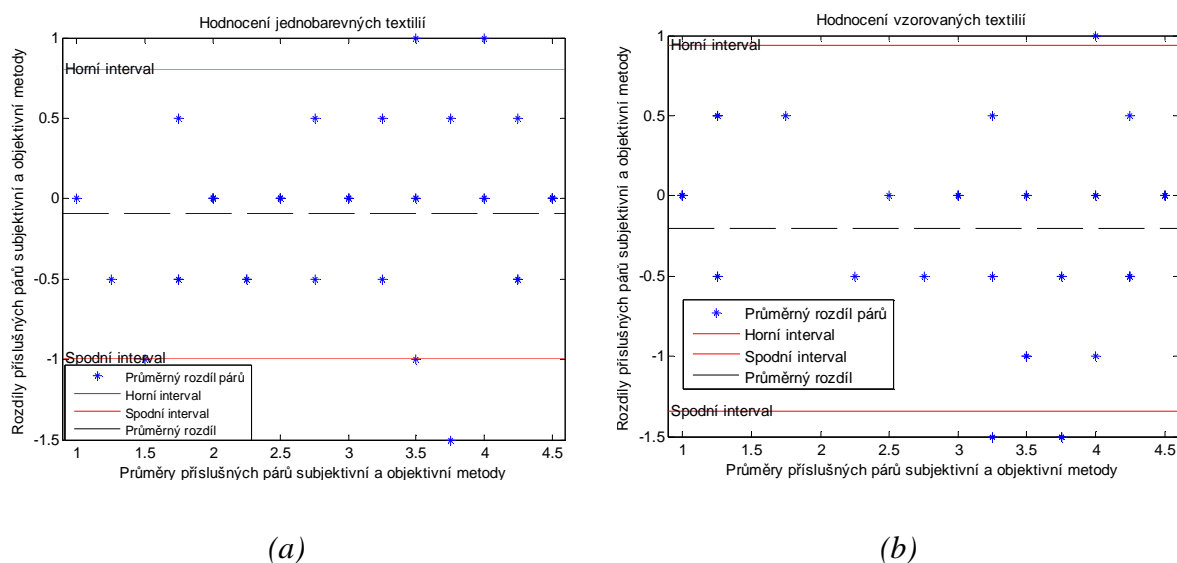 Hodnocení jednobarevných textilií
Rozdíly příslušných párů subjektivní a objektivní metody
1
0.5
0
-0.5
-1
-1.5
Horní interval
Spodní interval
Průměrný rozdíl párů
Horní interval
Spodní interval
Průměrný rozdíl
1 1.5 2 2.5 3 3.5 4 4.5
Průměry příslušných párů subjektivní a objektivní metody
(a)
Hodnocení vzorovaných textilií
Rozdíly příslušných párů subjektivní a objektivní metody
1
0.5
0
-0.5
-1
-1.5
Horní interval
Průměrný rozdíl párů
Horní interval
Spodní interval
Průměrný rozdíl
Spodní interval
1 1.5 2 2.5 3 3.5 4 4.5
Průměry příslušných párů subjektivní a objektivní metody
(b)